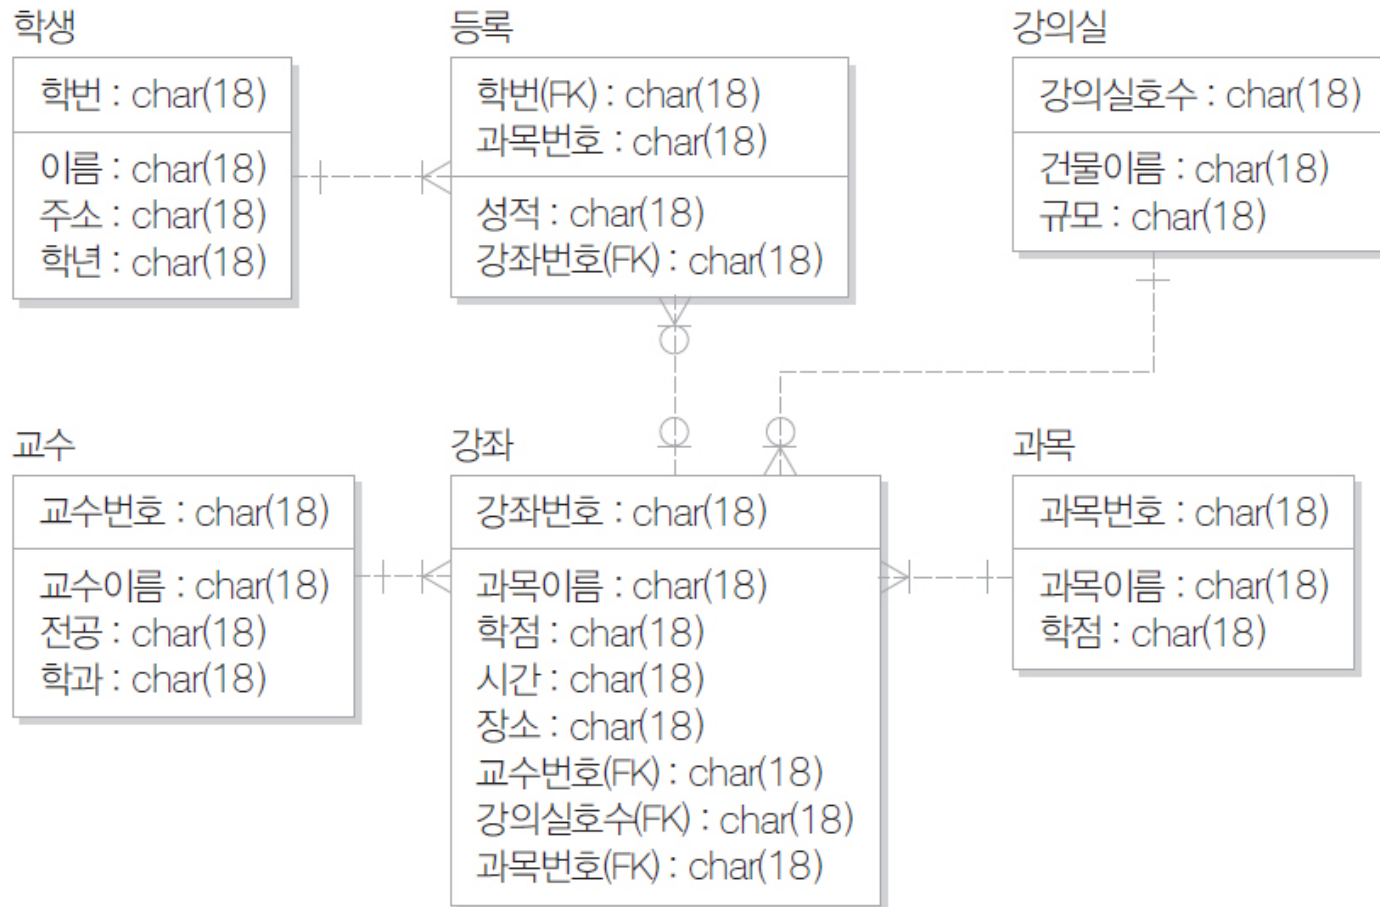 학생
학번 : char(18)
이름 : char(18)
주소 : char(18)
학년 : char(18)
등록
학번(FK) : char(18)
과목번호 : char(18)
성적 : char(18)
강좌번호(FK) : char(18)
강의실
강의실호수 : char(18)
건물이름 : char(18)
규모 : char(18)
교수
교수번호 : char(18)
교수이름 : char(18)
전공 : char(18)
학과 : char(18)
강좌
강좌번호 : char(18)
과목이름 : char(18)
학점 : char(18)
시간 : char(18)
장소 : char(18)
교수번호(FK) : char(18)
강의실호수(FK) : char(18)
과목번호(FK) : char(18)
과목
과목번호 : char(18)
과목이름 : char(18)
학점 : char(18)